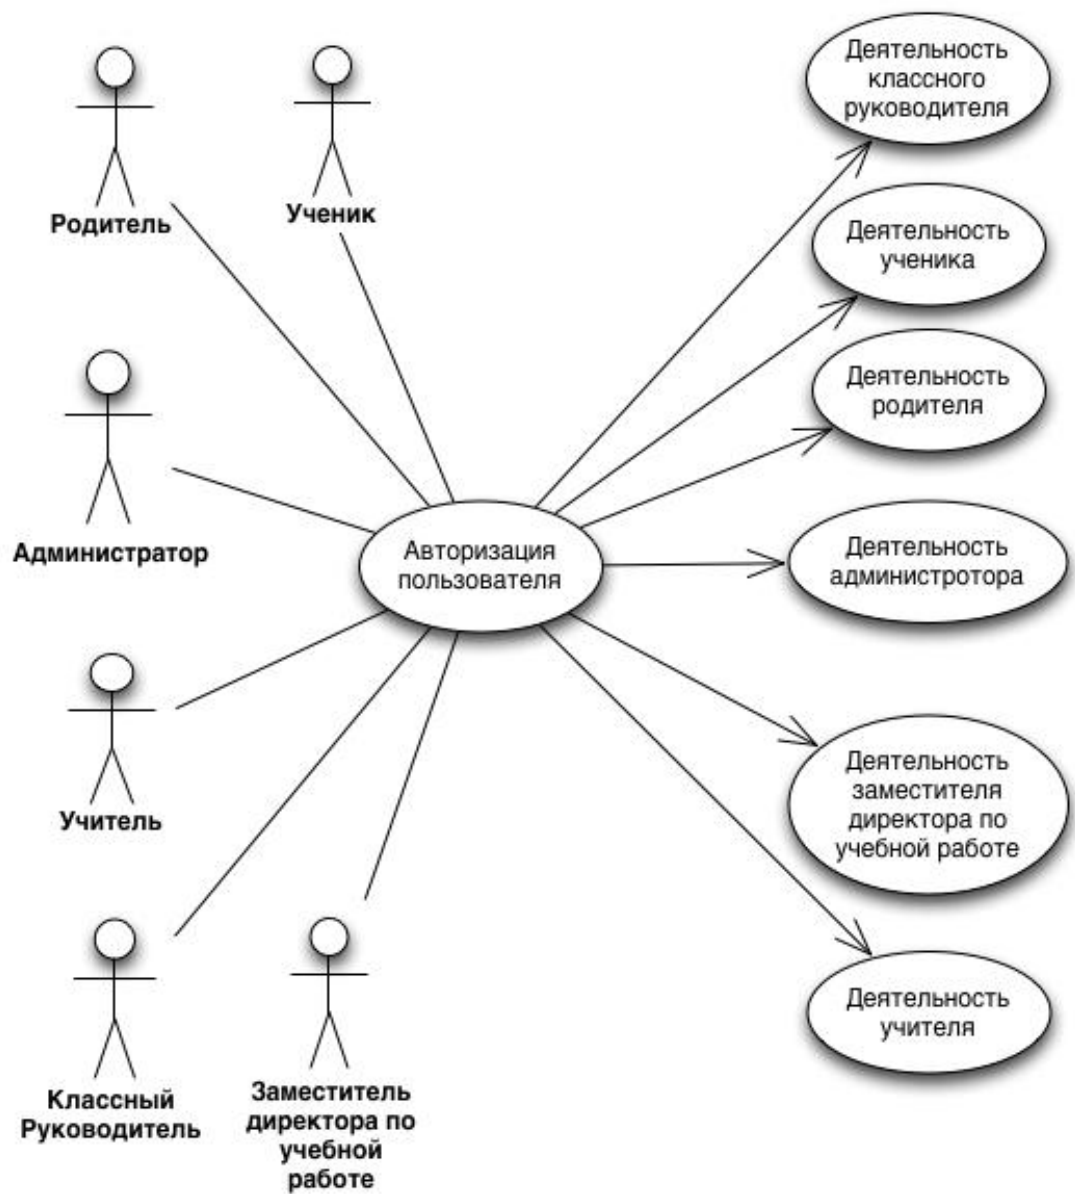 Деятельность
классного
руководителя
Родитель
Ученик
Деятельность
ученика
Деятельность
родителя
Администратор
Авторизация
пользователя
Деятельность
администротора
Учитель
Деятельность
заместителя
директора по
учебной работе
Классный
Руководитель
Заместитель
директора по
учебной
работе
Деятельность
учителя